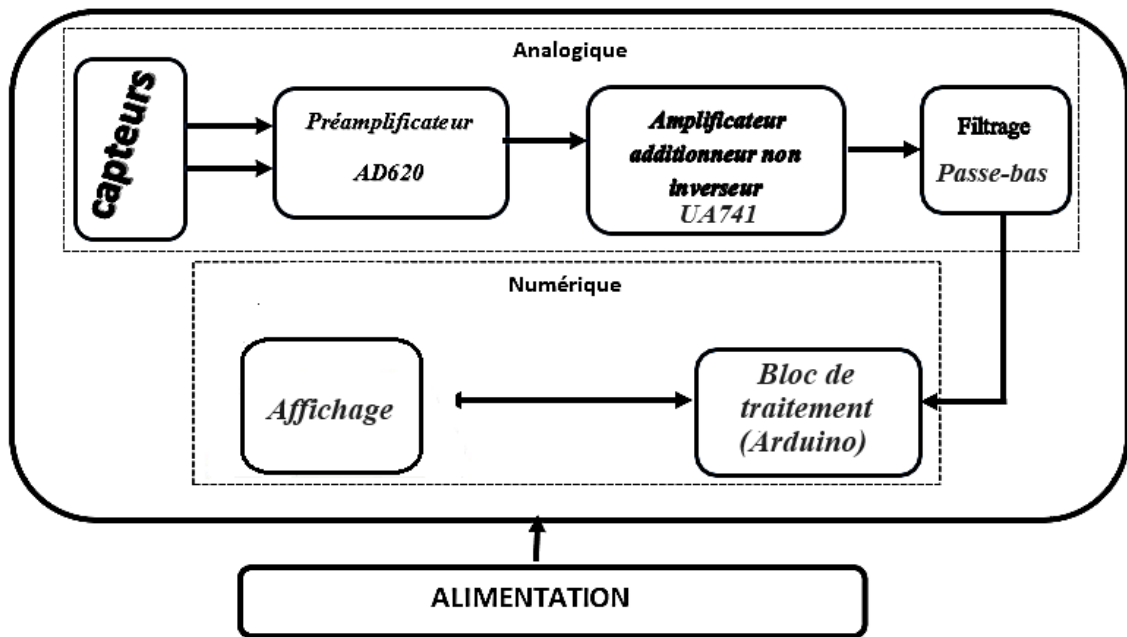 Analogique
capteurs
Préamplificateur
AD620
Amplificateur
additionneur non
inverseur
UA741
Filtrage
Passe-bas
Numérique
Affichage
Bloc de
traitement
(Arduino)
ALIMENTATION